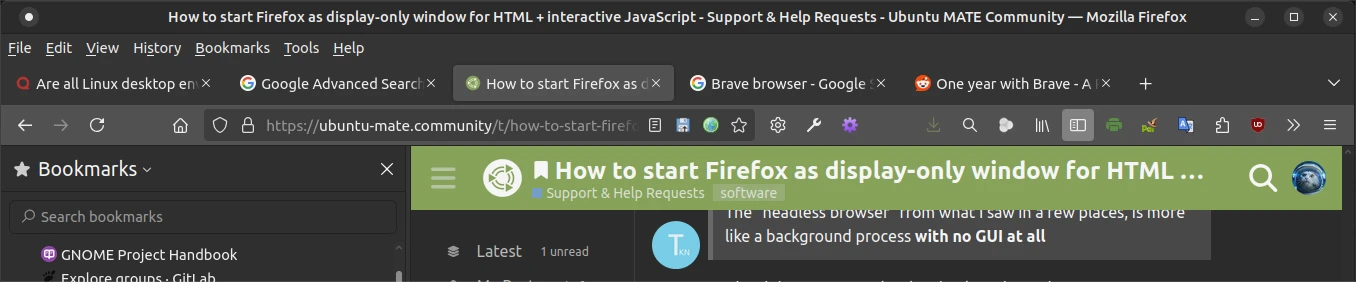 How to start Firefox as display-only window for HTML + interactive JavaScript - Support & Help Requests - Ubuntu MATE Community — Mozilla Firefox
File Edit View History Bookmarks Tools Help
Are all Linux desktop en Google Advanced Search How to start Firefox as d Brave browser - Google S One year with Brave - A
https://ubuntu-mate.community/t/how-to-start-firefo
Bookmarks
How to start Firefox as display-only window for HTML ...
Support & Help Requests software
Search bookmarks
The "headless browser" from what I saw in a few places, is more
like a background process with no GUI at all
Latest 1 unread
GNOME Project Handbook
Explore groups · GitLab